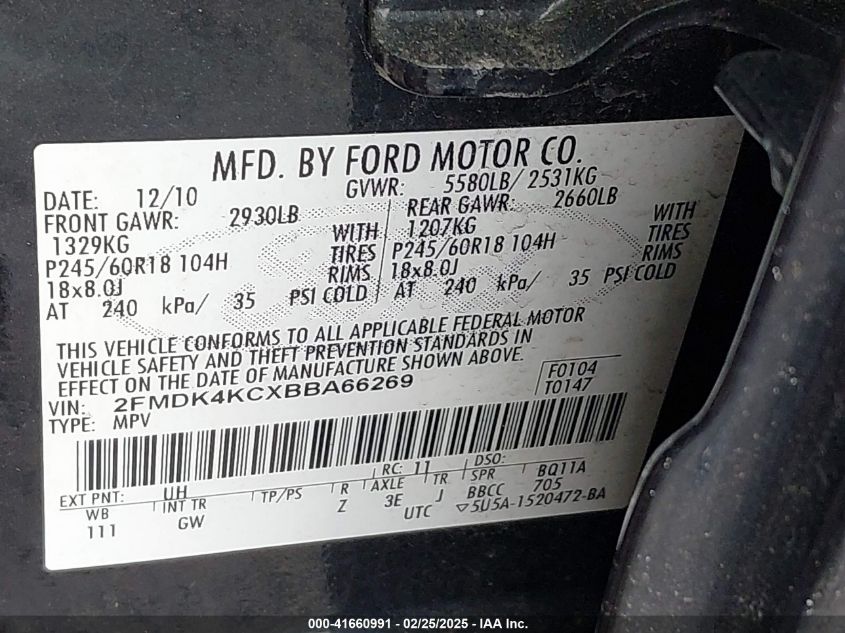 MFD. BY FORD MOTOR CO.
DATE: 12/10 GVWR: 5580LB/ 2531KG
FRONT GAWR: 2930LB REAR GAWR: 2660LB
1329KG WITH 1207KG WITH
P245/60R18 104H TIRES P245/60R18 104H TIRES
18x8.0J RIMS 18x8.0J RIMS
AT 240 kPa/ 35 PSI COLD AT 240 kPa/ 35 PSI COLD
THIS VEHICLE CONFORMS TO ALL APPLICABLE FEDERAL MOTOR
VEHICLE SAFETY AND THEFT PREVENTION STANDARDS IN
EFFECT ON THE DATE OF MANUFACTURE SHOWN ABOVE.
VIN: 2FMDK4KCXBBA66269 F0104
TYPE: MPV T0147
RC: 11 DSO:
EXT PNT: UH AXLE TR SPR BQ11A
WB INT TR TP/PS R 3E J BBCC 705
111 GW Z UTC 5U5A-1520472-BA
000-41660991 - 02/25/2025 - IAA Inc.